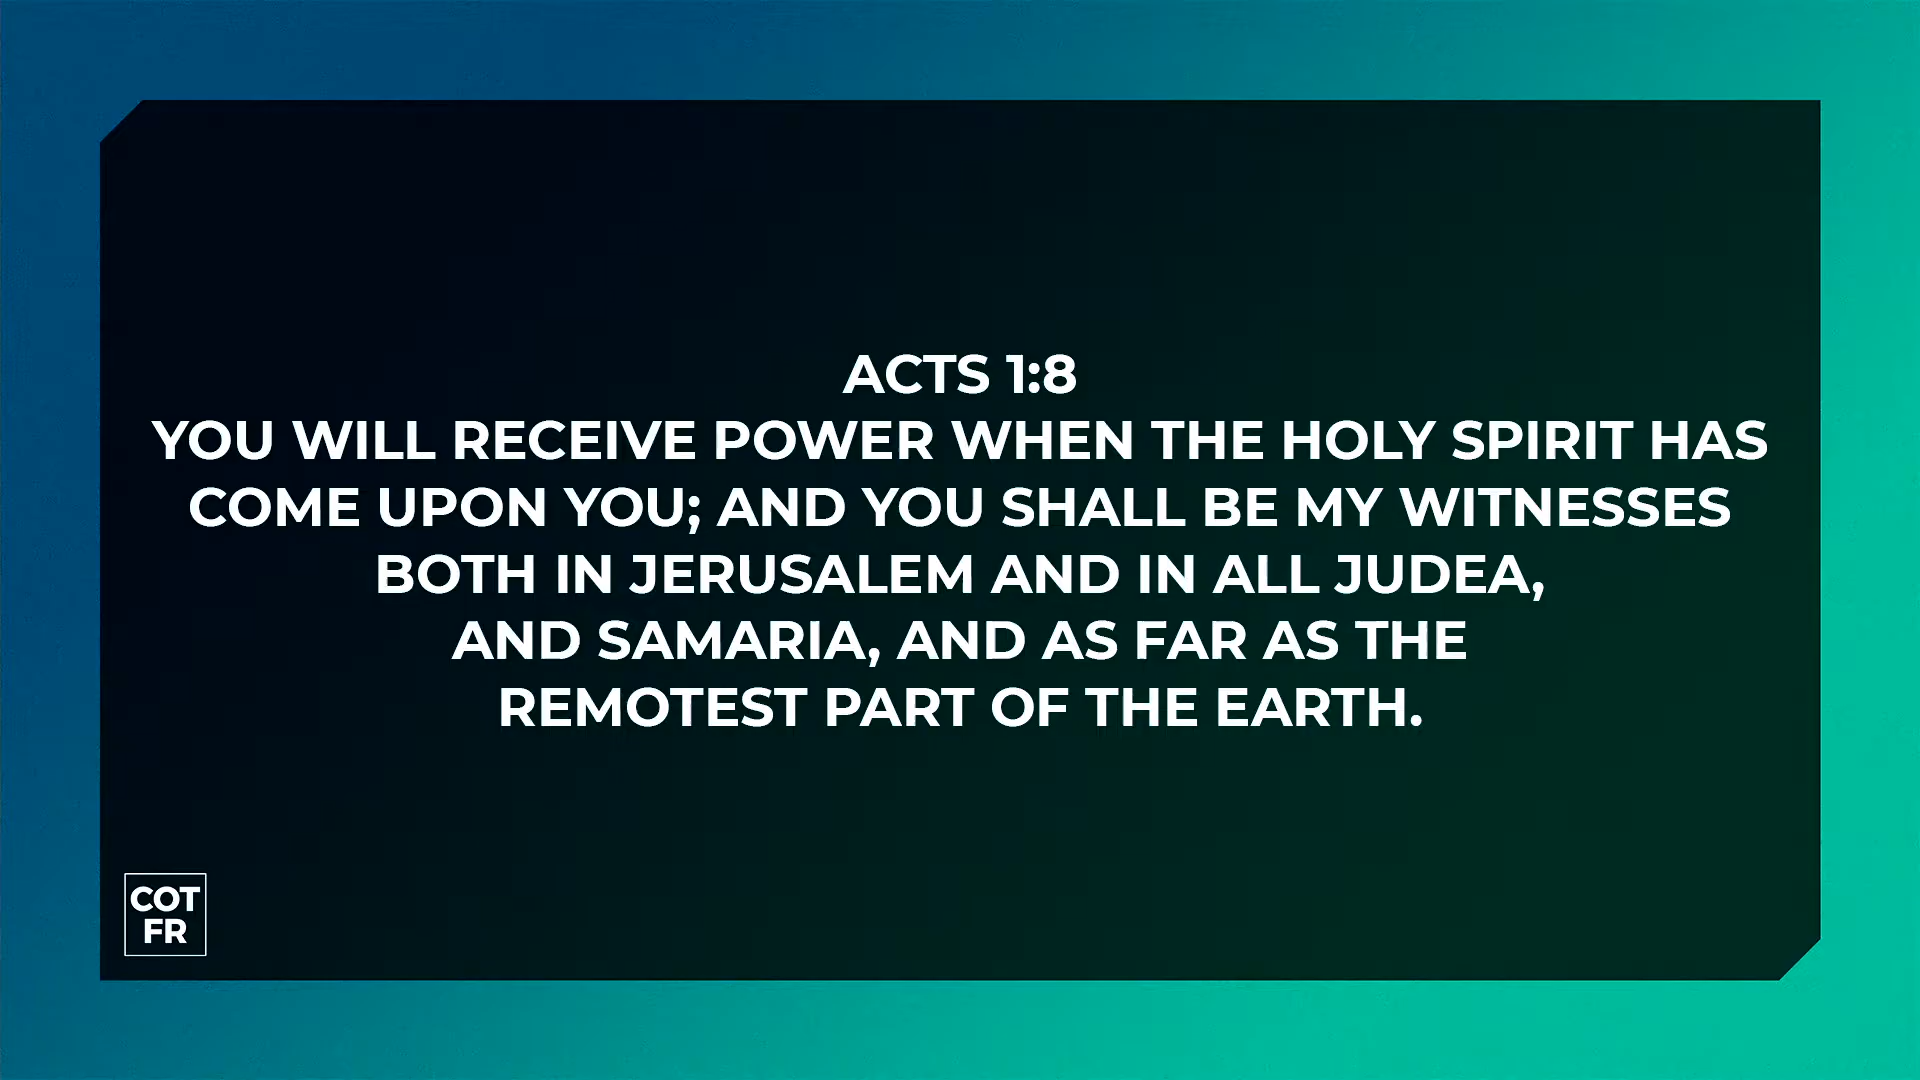 ACTS 1:8
YOU WILL RECEIVE POWER WHEN THE HOLY SPIRIT HAS
COME UPON YOU; AND YOU SHALL BE MY WITNESSES
BOTH IN JERUSALEM AND IN ALL JUDEA,
AND SAMARIA, AND AS FAR AS THE
REMOTEST PART OF THE EARTH.
COT
FR